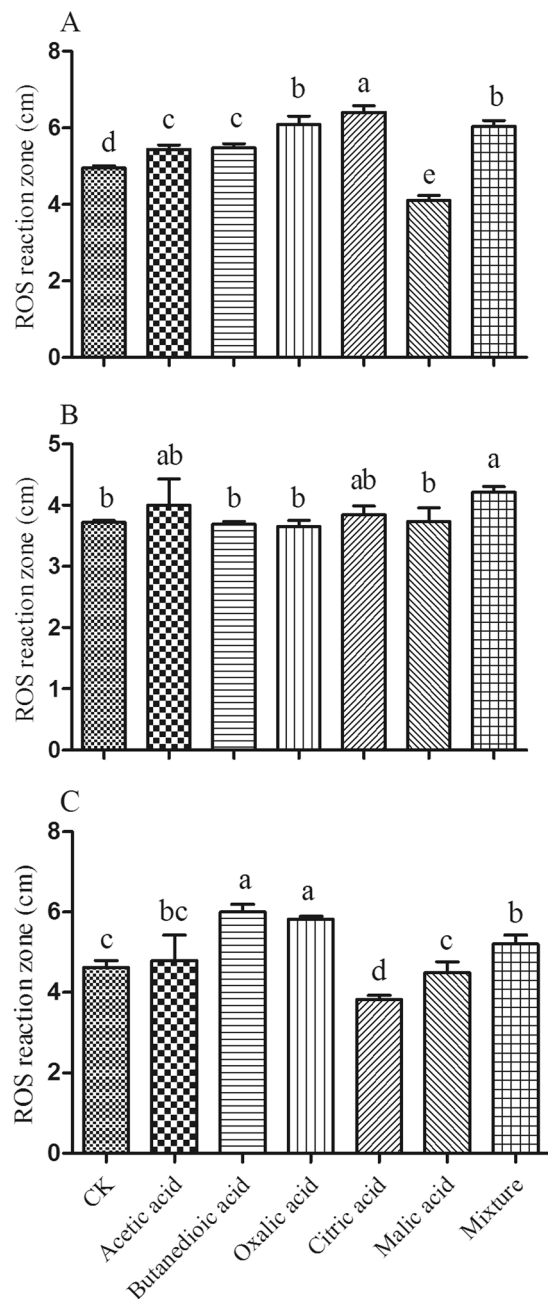 A
ROS reaction zone (cm)
8
6
4
2
0
d
c
c
b
a
e
b
B
ROS reaction zone (cm)
5
4
3
2
1
0
b
ab
b
b
ab
b
a
C
ROS reaction zone (cm)
8
6
4
2
0
c
bc
a
a
d
c
b
CK
Acetic acid
Butanedioic acid
Oxalic acid
Citric acid
Malic acid
Mixture